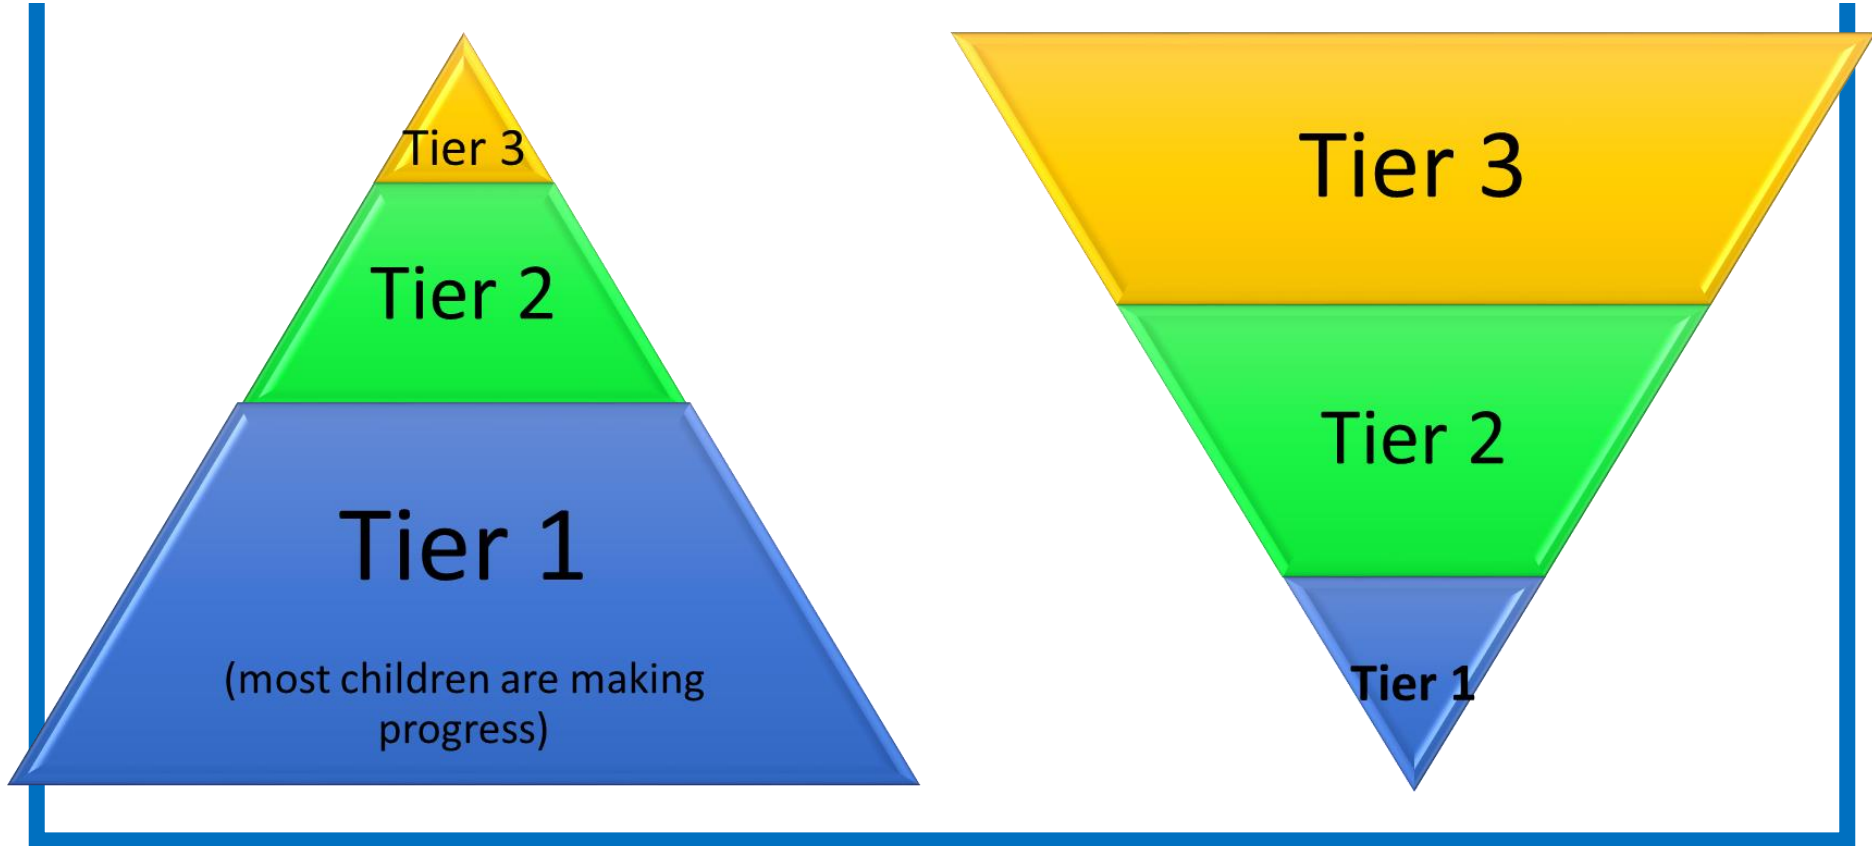 Tier 3
Tier 2
Tier 1
(most children are making
progress)
Tier 3
Tier 2
Tier 1